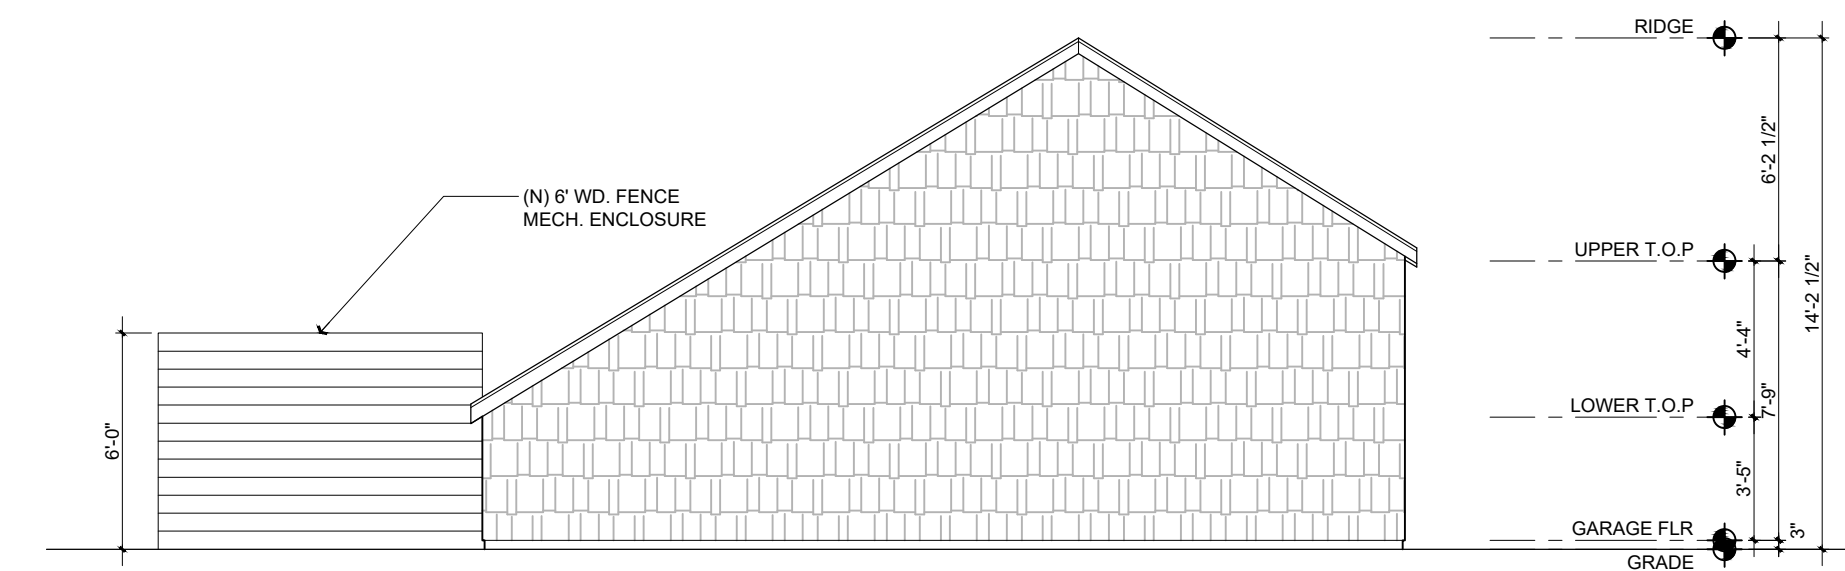 RIDGE
6'-2 1/2"
(N) 6' WD. FENCE
MECH. ENCLOSURE
UPPER T.O.P
14'-2 1/2"
4'-4"
LOWER T.O.P
7'-9"
6'-0"
3'-5"
GARAGE FLR
3"
GRADE